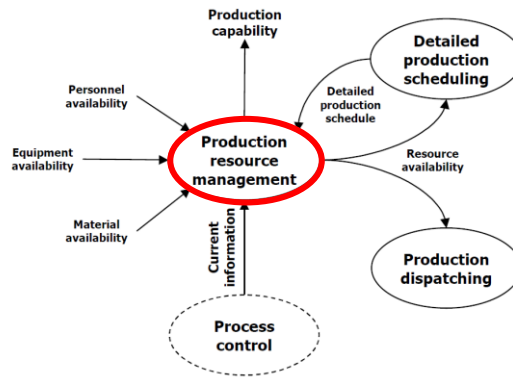 Production
capability
Detailed
production
scheduling
Personnel
availability
Detailed
production
schedule
Equipment
availability
Production
resource
management
Resource
availability
Material
availability
Current
information
Production
dispatching
Process
control